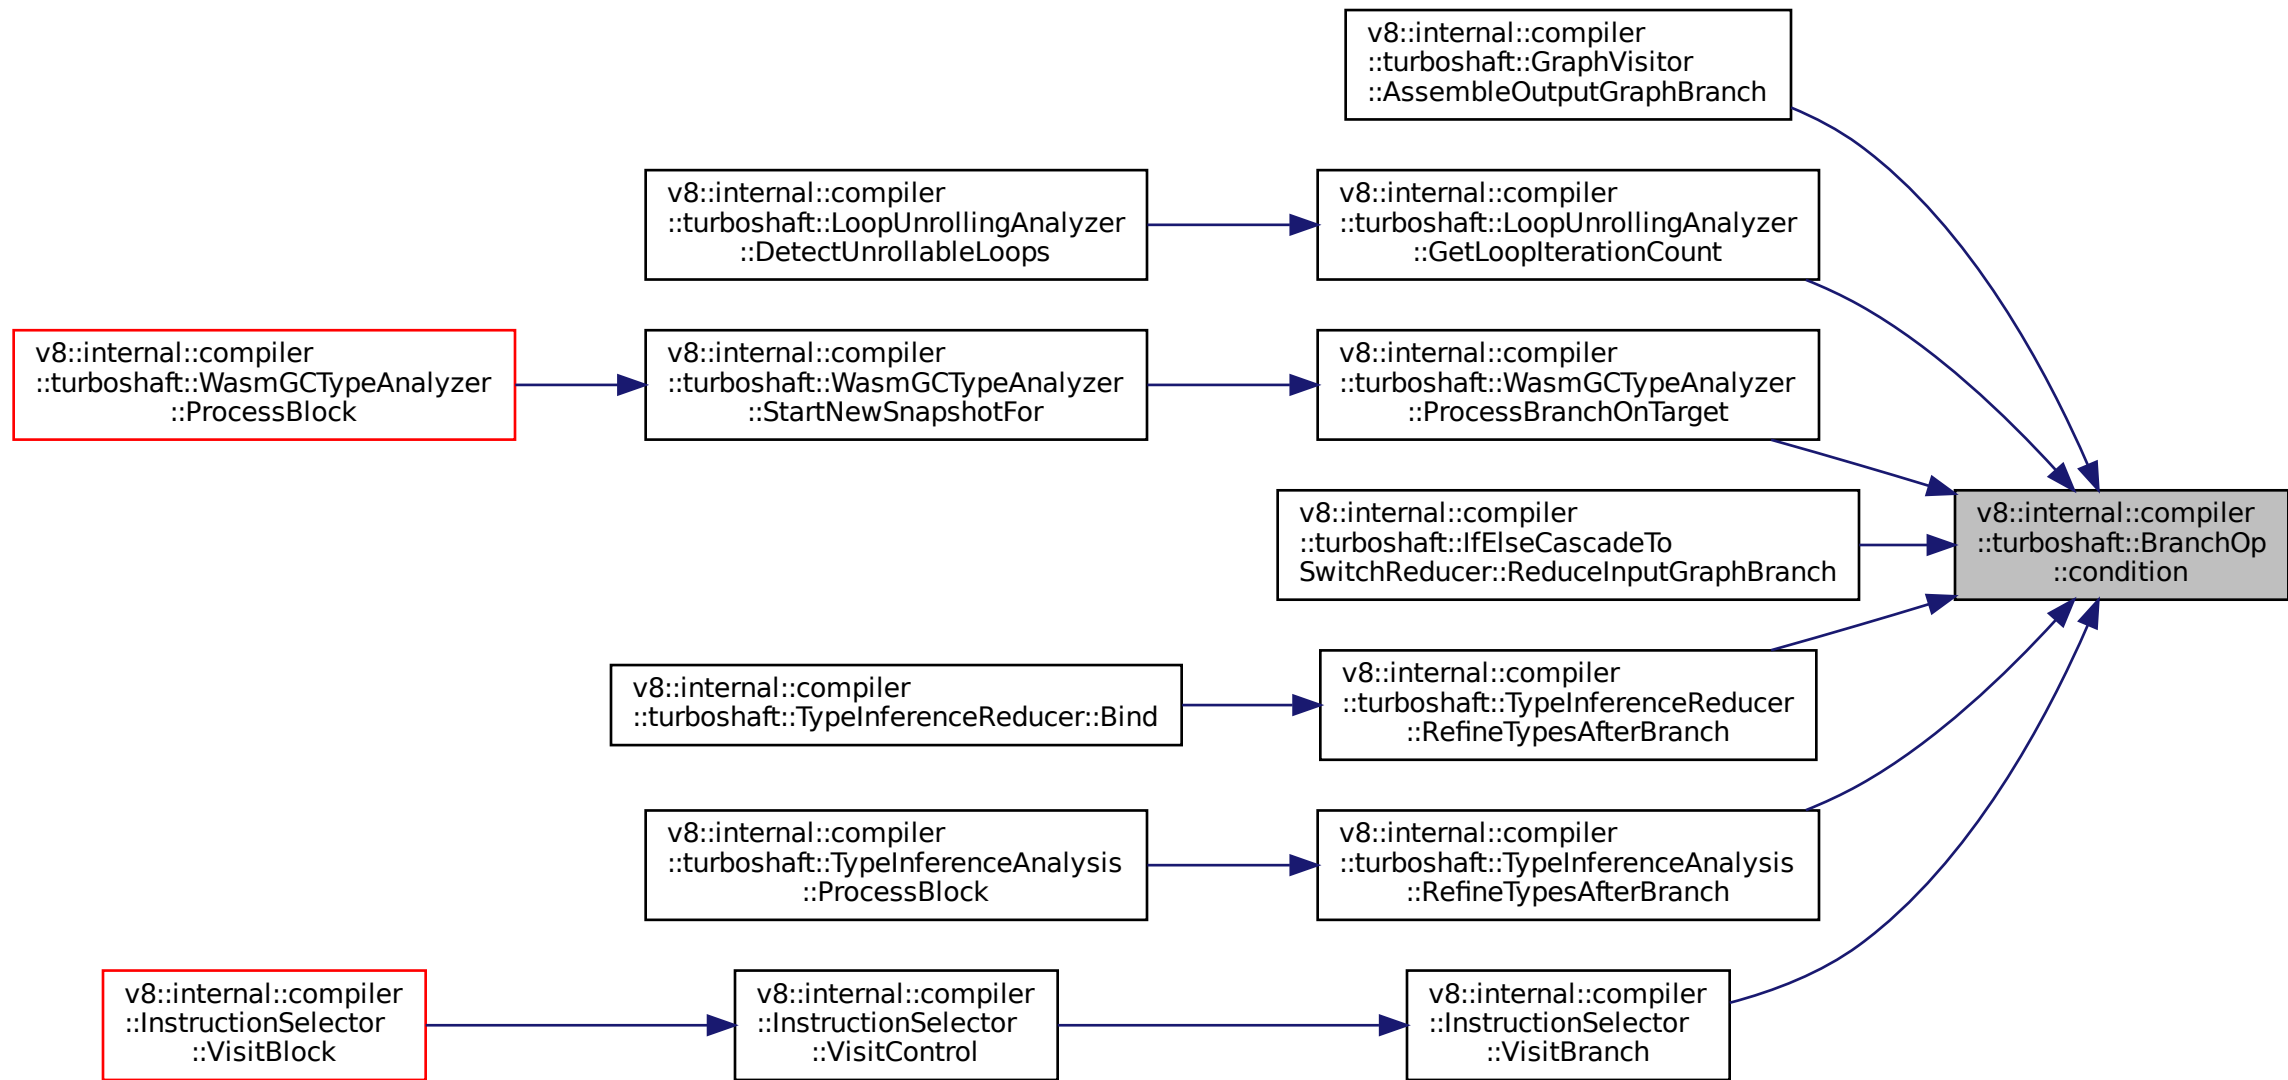 v8::internal::compiler
::turboshaft::GraphVisitor
::AssembleOutputGraphBranch
v8::internal::compiler
::turboshaft::LoopUnrollingAnalyzer
::DetectUnrollableLoops
v8::internal::compiler
::turboshaft::LoopUnrollingAnalyzer
::GetLoopIterationCount
v8::internal::compiler
::turboshaft::WasmGCTypeAnalyzer
::ProcessBlock
v8::internal::compiler
::turboshaft::WasmGCTypeAnalyzer
::StartNewSnapshotFor
v8::internal::compiler
::turboshaft::WasmGCTypeAnalyzer
::ProcessBranchOnTarget
v8::internal::compiler
::turboshaft::IfElseCascadeTo
SwitchReducer::ReduceInputGraphBranch
v8::internal::compiler
::turboshaft::BranchOp
::condition
v8::internal::compiler
::turboshaft::TypeInferenceReducer::Bind
v8::internal::compiler
::turboshaft::TypeInferenceReducer
::RefineTypesAfterBranch
v8::internal::compiler
::turboshaft::TypeInferenceAnalysis
::ProcessBlock
v8::internal::compiler
::turboshaft::TypeInferenceAnalysis
::RefineTypesAfterBranch
v8::internal::compiler
::InstructionSelector
::VisitBlock
v8::internal::compiler
::InstructionSelector
::VisitControl
v8::internal::compiler
::InstructionSelector
::VisitBranch